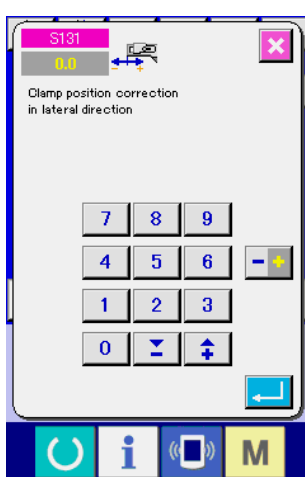 S131
0.0
- +
Clamp position correction
in lateral direction
7 8 9
4 5 6 - +
1 2 3
0
i M